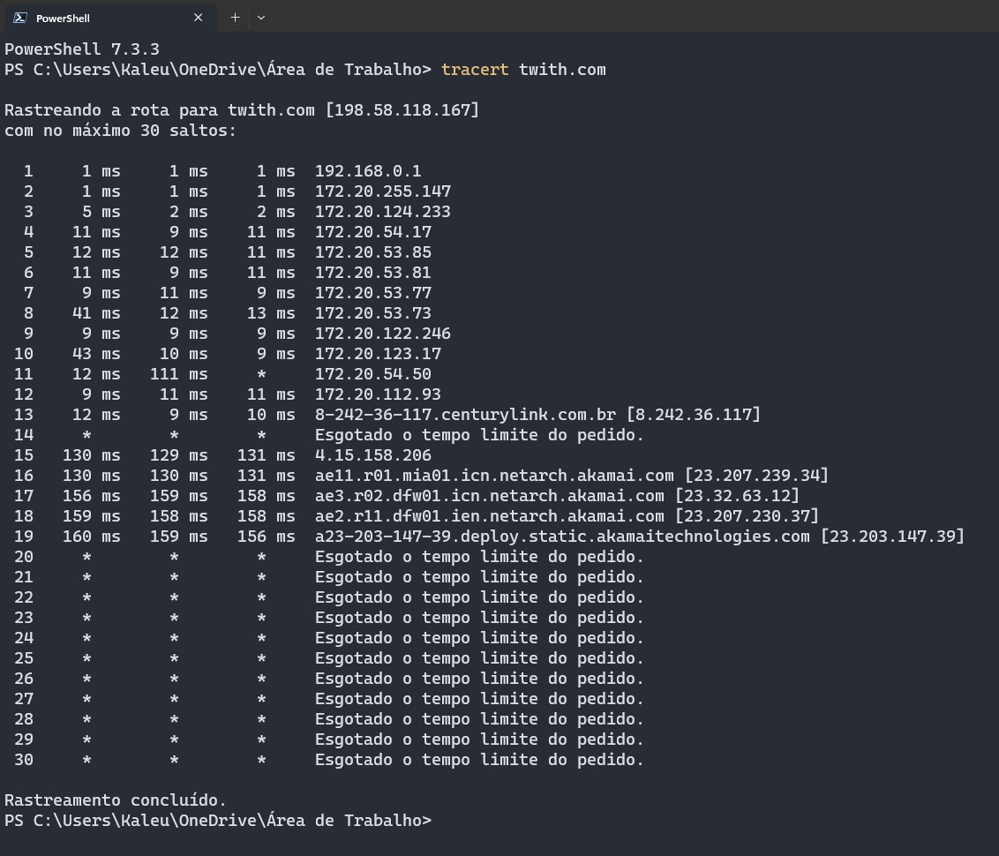 PowerShell
PowerShell 7.3.3
PS C:\Users\Kaleu\OneDrive\Área de Trabalho> tracert twith.com
Rastreando a rota para twith.com [198.58.118.167]
com no máximo 30 saltos:
1 1 ms 1 ms 1 ms 192.168.0.1
2 1 ms 1 ms 1 ms 172.20.255.147
3 5 ms 2 ms 2 ms 172.20.124.233
4 11 ms 9 ms 11 ms 172.20.54.17
5 12 ms 12 ms 11 ms 172.20.53.85
6 11 ms 9 ms 11 ms 172.20.53.81
7 9 ms 11 ms 9 ms 172.20.53.77
8 41 ms 12 ms 13 ms 172.20.53.73
9 9 ms 9 ms 9 ms 172.20.122.246
10 43 ms 10 ms 9 ms 172.20.123.17
11 12 ms 111 ms * 172.20.54.50
12 9 ms 11 ms 11 ms 172.20.112.93
13 12 ms 9 ms 10 ms 8-242-36-117.centurylink.com.br [8.242.36.117]
14 * * * Esgotado o tempo limite do pedido.
15 130 ms 129 ms 131 ms 4.15.158.206
16 130 ms 130 ms 131 ms ae11.r01.mia01.icn.netarch.akamai.com [23.207.239.34]
17 156 ms 159 ms 158 ms ae3.r02.dfw01.icn.netarch.akamai.com [23.32.63.12]
18 159 ms 158 ms 158 ms ae2.r11.dfw01.ien.netarch.akamai.com [23.207.230.37]
19 160 ms 159 ms 156 ms a23-203-147-39.deploy.static.akamaitechnologies.com [23.203.147.39]
20 * * * Esgotado o tempo limite do pedido.
21 * * * Esgotado o tempo limite do pedido.
22 * * * Esgotado o tempo limite do pedido.
23 * * * Esgotado o tempo limite do pedido.
24 * * * Esgotado o tempo limite do pedido.
25 * * * Esgotado o tempo limite do pedido.
26 * * * Esgotado o tempo limite do pedido.
27 * * * Esgotado o tempo limite do pedido.
28 * * * Esgotado o tempo limite do pedido.
29 * * * Esgotado o tempo limite do pedido.
30 * * * Esgotado o tempo limite do pedido.
Rastreamento concluído.
PS C:\Users\Kaleu\OneDrive\Área de Trabalho>